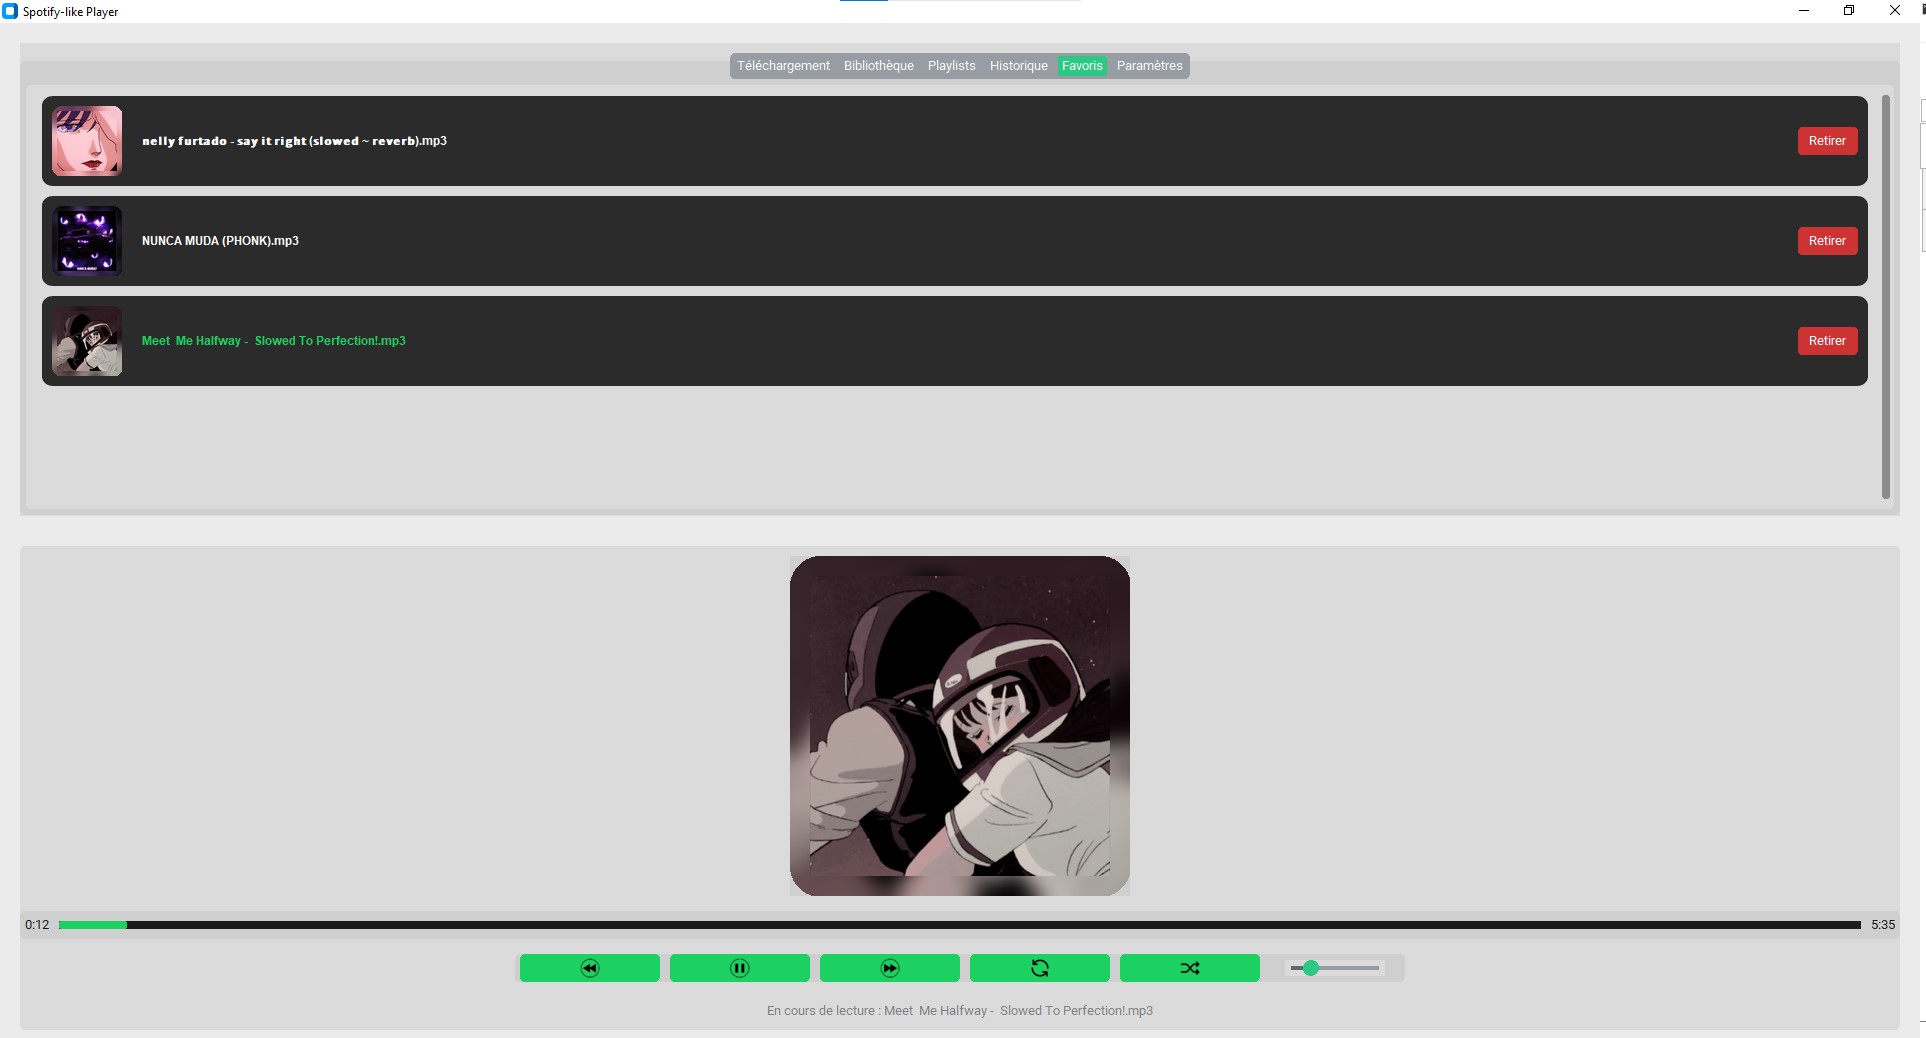 Spotify-like Player
Téléchargement Bibliothèque Playlists Historique Favoris Paramètres
nelly furtado - say it right (slowed ~ reverb).mp3 Retirer
NUNCA MUDA (PHONK).mp3 Retirer
Meet Me Halfway - Slowed To Perfection!.mp3 Retirer
0:12 5:35
En cours de lecture : Meet Me Halfway - Slowed To Perfection!.mp3